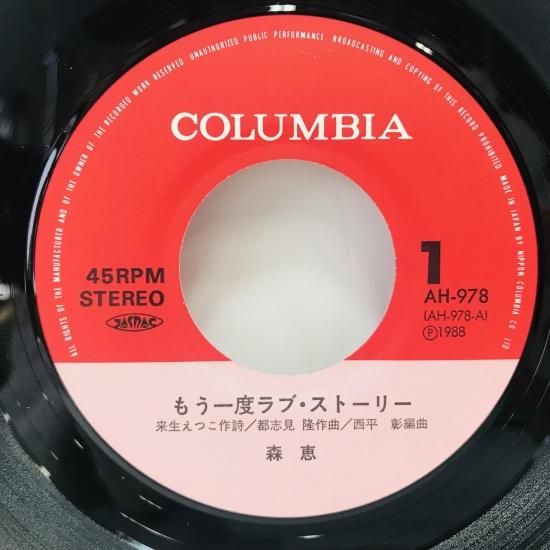 ALL RIGHTS OF THE MANUFACTURER AND OF THE OWNER OF THE RECORDED WORK RESERVED UNAUTHORIZED PUBLIC PERFORMANCE. BROADCASTING AND COPYING OF THIS RECORD PROHIBITED MADE IN JAPAN BY NIPPON COLUMBIA CO. LTD
COLUMBIA
45RPM
STEREO
JASRAC
1
AH-978
(AH-978-A)
Ⓟ1988
もう一度ラブ・ストーリー
来生えつこ作詩／都志見 隆作曲／西平 彰編曲
森 恵